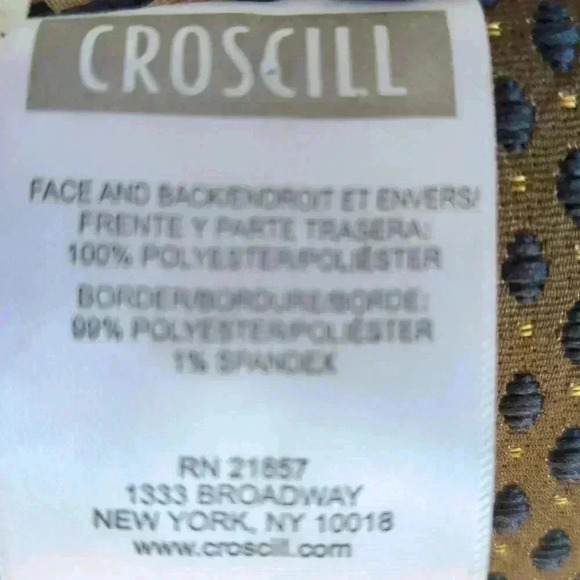 CROSCILL
FACE AND BACK/ENDROIT ET ENVERS/
FRENTE Y PARTE TRASERA:
100% POLYESTER/POLIÉSTER
BORDER/BORDURE/BORDE:
99% POLYESTER/POLIÉSTER
1% SPANDEX
RN 21857
1333 BROADWAY
NEW YORK, NY 10018
www.croscill.com